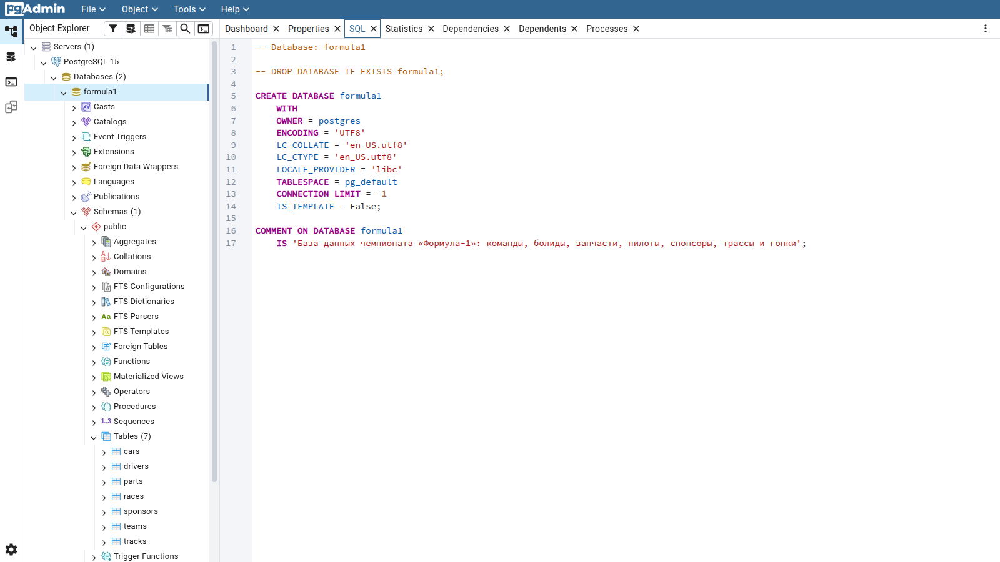 pgAdmin File Object Tools Help
Object Explorer
Dashboard Properties SQL Statistics Dependencies Dependents Processes
Servers (1)
PostgreSQL 15
Databases (2)
formula1
Casts
Catalogs
Event Triggers
Extensions
Foreign Data Wrappers
Languages
Publications
Schemas (1)
public
Aggregates
Collations
Domains
FTS Configurations
FTS Dictionaries
Aa FTS Parsers
FTS Templates
Foreign Tables
Functions
Materialized Views
Operators
Procedures
1..3 Sequences
Tables (7)
cars
drivers
parts
races
sponsors
teams
tracks
Trigger Functions
1 -- Database: formula1
2
3 -- DROP DATABASE IF EXISTS formula1;
4
5 CREATE DATABASE formula1
6 WITH
7 OWNER = postgres
8 ENCODING = 'UTF8'
9 LC_COLLATE = 'en_US.utf8'
10 LC_CTYPE = 'en_US.utf8'
11 LOCALE_PROVIDER = 'libc'
12 TABLESPACE = pg_default
13 CONNECTION LIMIT = -1
14 IS_TEMPLATE = False;
15
16 COMMENT ON DATABASE formula1
17 IS 'База данных чемпионата «Формула-1»: команды, болиды, запчасти, пилоты, спонсоры, трассы и гонки';